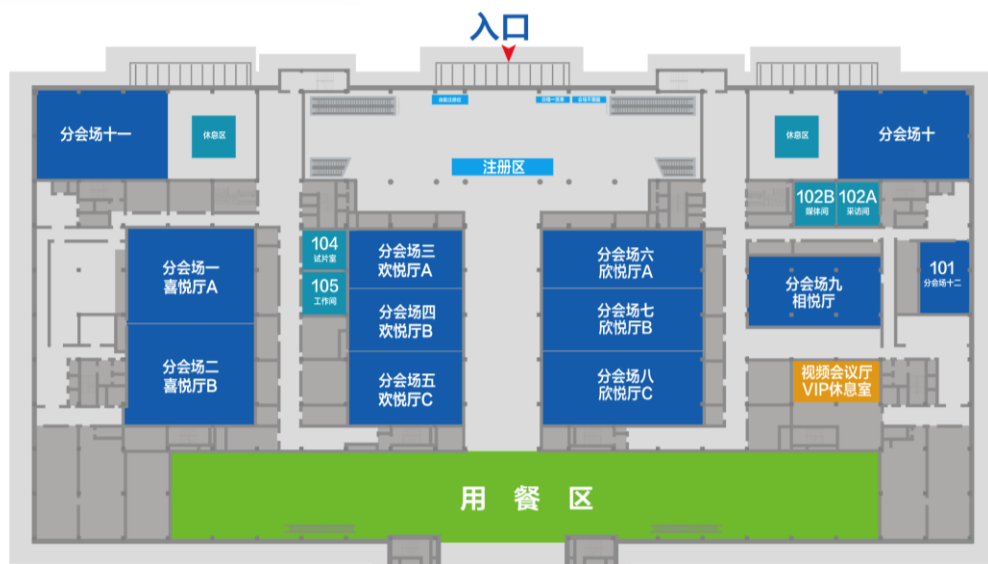 入口
注册区
分会场十一
休息区
休息区
分会场十
102B
媒体间
102A
采访间
分会场一
喜悦厅A
104
试片室
105
工作间
分会场三
欢悦厅A
分会场六
欣悦厅A
分会场九
相悦厅
101
分会场十二
分会场四
欢悦厅B
分会场七
欣悦厅B
分会场二
喜悦厅B
分会场五
欢悦厅C
分会场八
欣悦厅C
视频会议厅
VIP休息室
用餐区